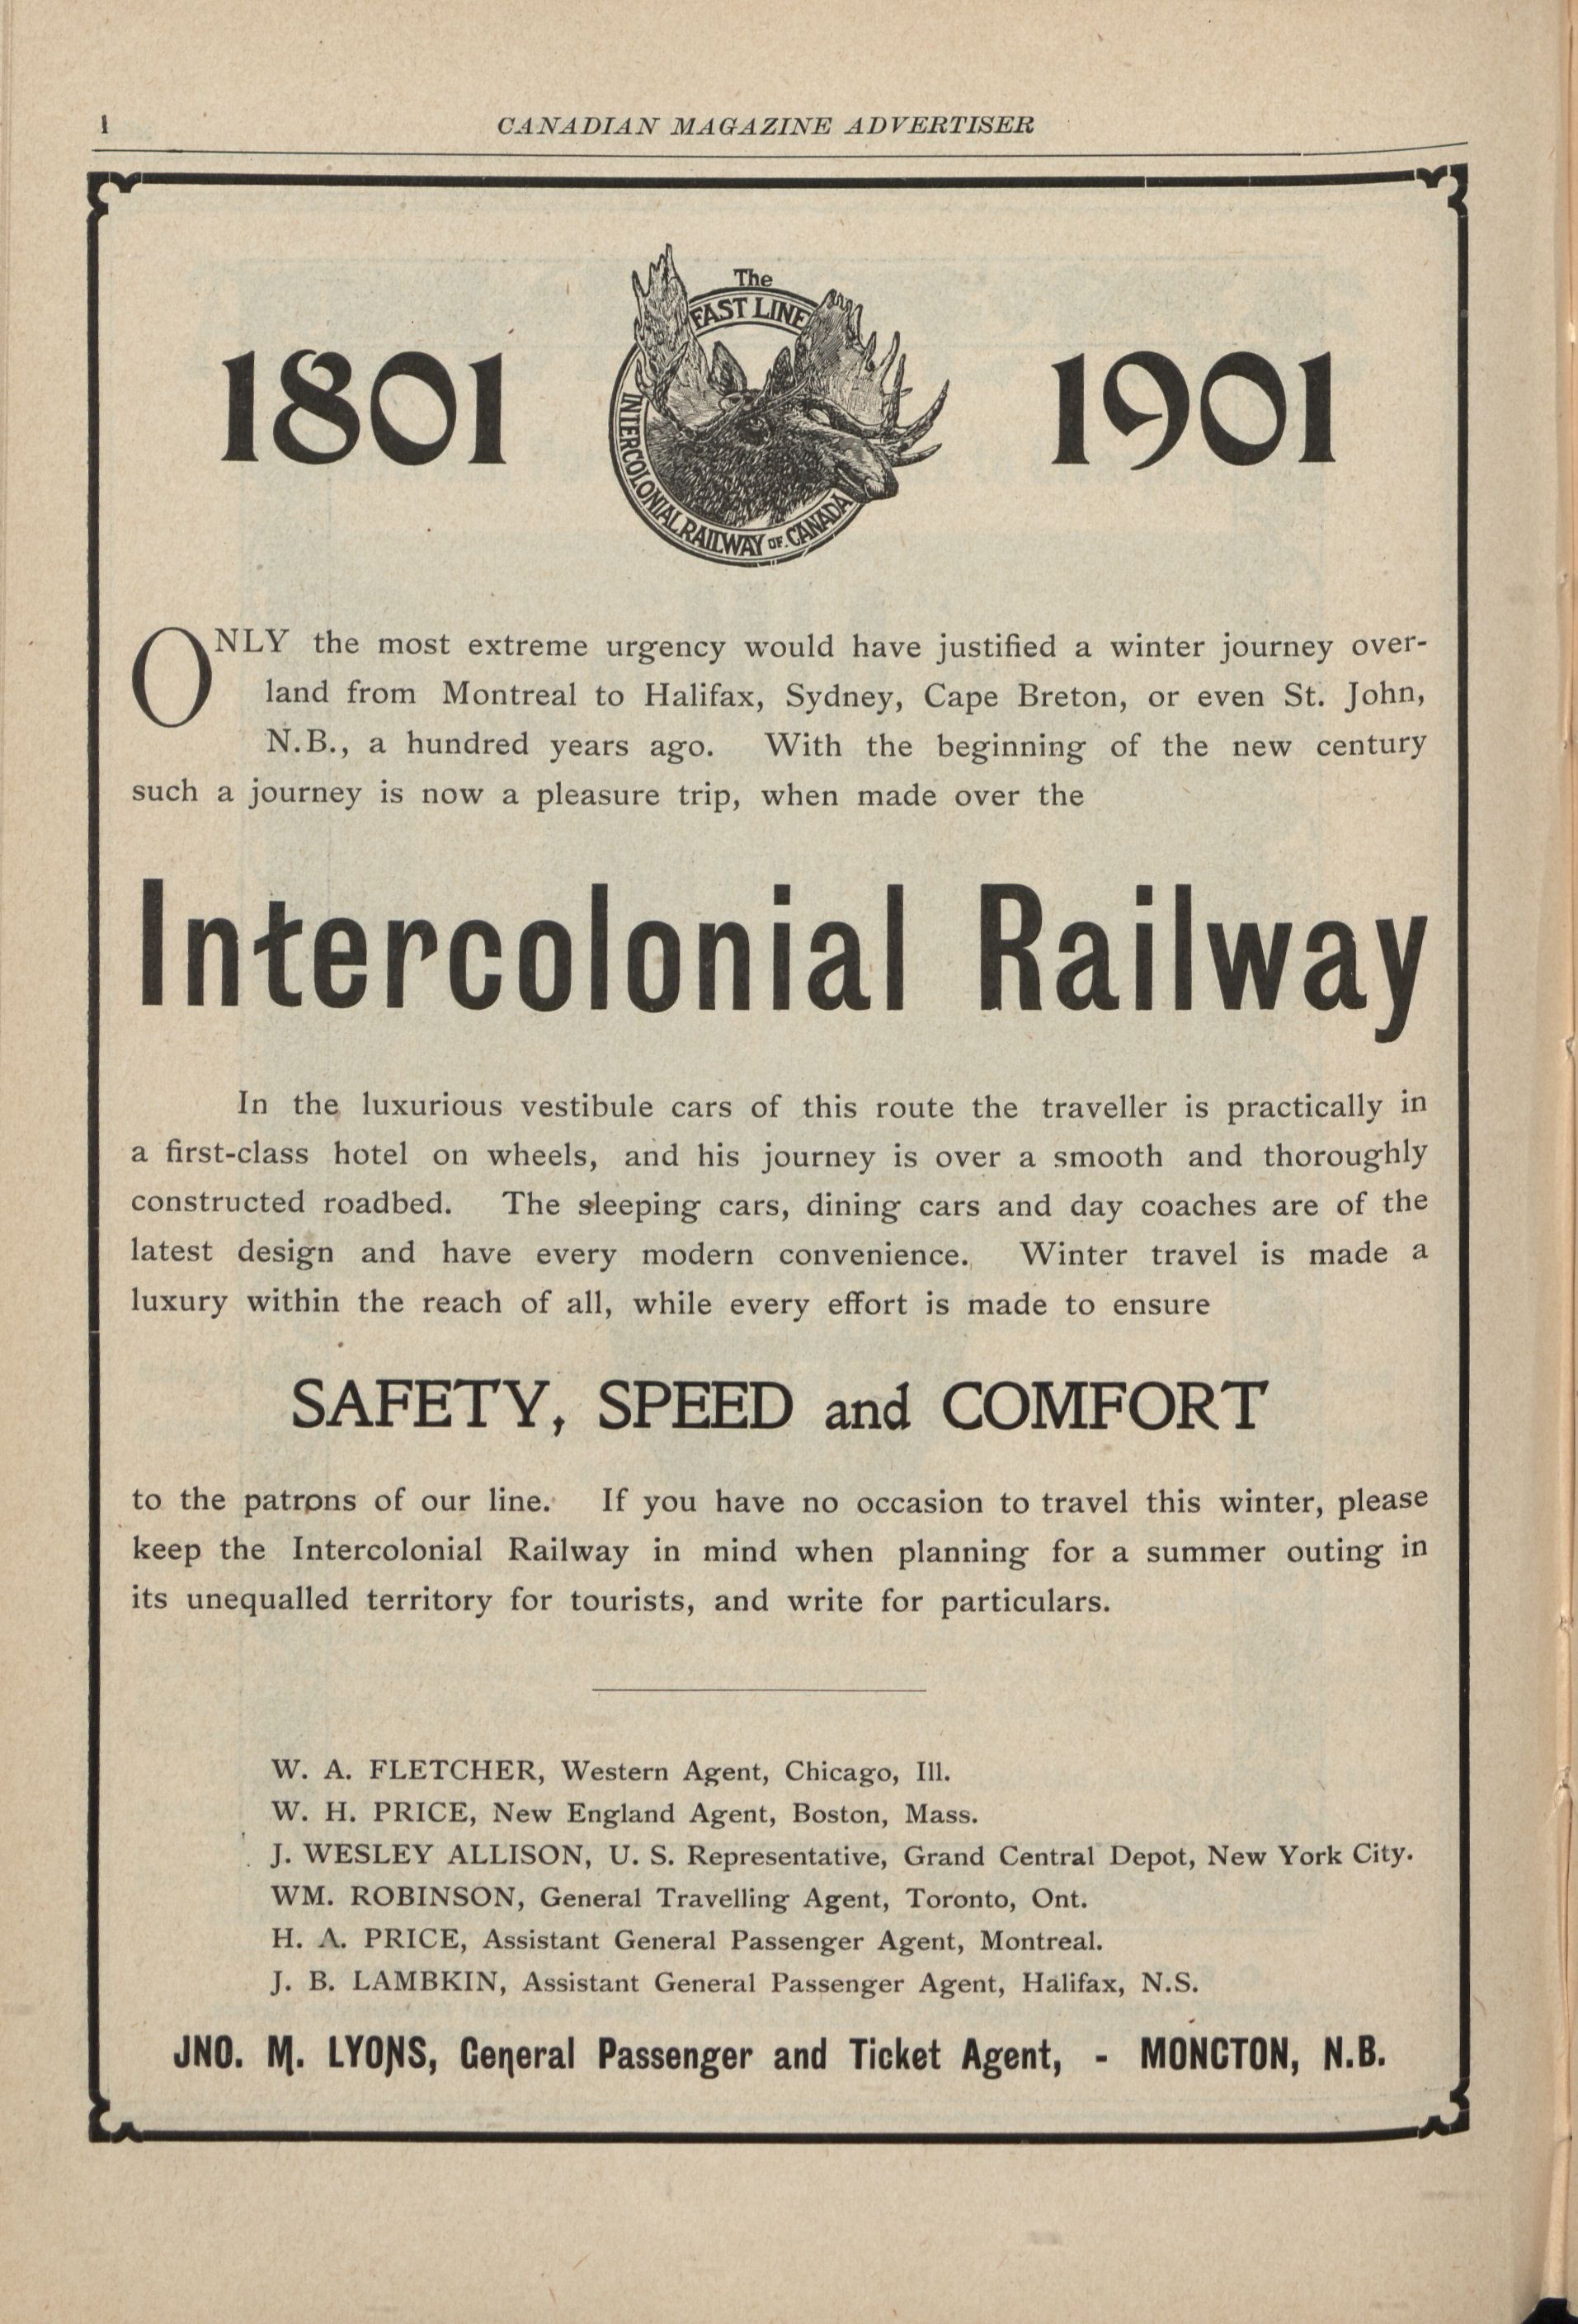 1
CANADIAN MAGAZINE ADVERTISER
1801
The
FAST LINE
INTERCOLONIAL RAILWAY OF CANADA
1901
ONLY the most extreme urgency would have justified a winter journey over-
land from Montreal to Halifax, Sydney, Cape Breton, or even St. John,
N.B., a hundred years ago. With the beginning of the new century
such a journey is now a pleasure trip, when made over the
Intercolonial Railway
In the luxurious vestibule cars of this route the traveller is practically in
a first-class hotel on wheels, and his journey is over a smooth and thoroughly
constructed roadbed. The sleeping cars, dining cars and day coaches are of the
latest design and have every modern convenience. Winter travel is made a
luxury within the reach of all, while every effort is made to ensure
SAFETY, SPEED and COMFORT
to the patrons of our line. If you have no occasion to travel this winter, please
keep the Intercolonial Railway in mind when planning for a summer outing in
its unequalled territory for tourists, and write for particulars.
W. A. FLETCHER, Western Agent, Chicago, Ill.
W. H. PRICE, New England Agent, Boston, Mass.
J. WESLEY ALLISON, U. S. Representative, Grand Central Depot, New York City.
WM. ROBINSON, General Travelling Agent, Toronto, Ont.
H. A. PRICE, Assistant General Passenger Agent, Montreal.
J. B. LAMBKIN, Assistant General Passenger Agent, Halifax, N.S.
JNO. M. LYONS, General Passenger and Ticket Agent, - MONCTON, N.B.